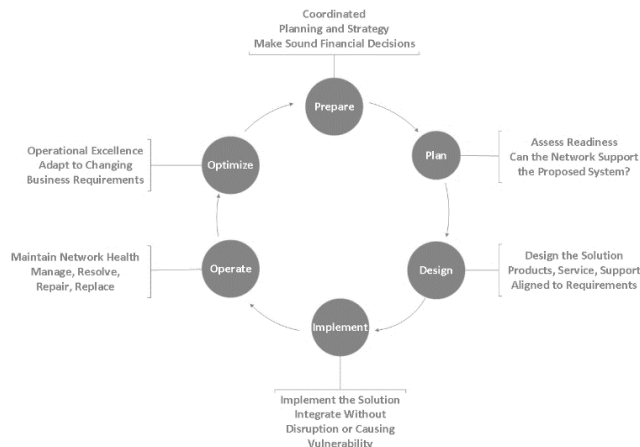 Coordinated
Planning and Strategy
Make Sound Financial Decisions
Prepare
Plan
Assess Readiness
Can the Network Support
the Proposed System?
Design
Design the Solution
Products, Service, Support
Aligned to Requirements
Implement
Implement the Solution
Integrate Without
Disruption or Causing
Vulnerability
Operate
Maintain Network Health
Manage, Resolve,
Repair, Replace
Optimize
Operational Excellence
Adapt to Changing
Business Requirements